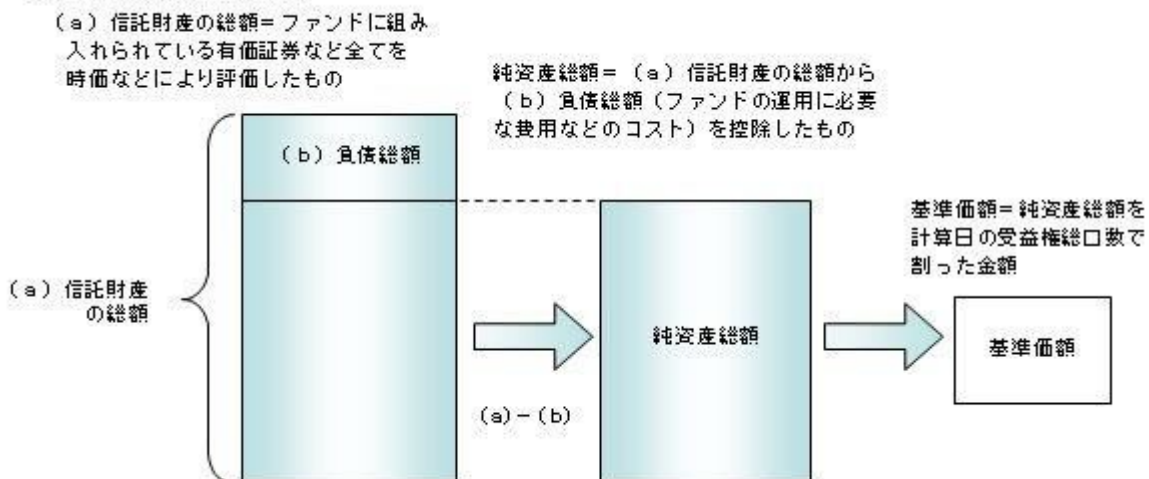 (a)信託財産の総額=ファンドに組み
入れられている有価証券など全てを
時価などにより評価したもの
純資産総額=(a)信託財産の総額から
(b)負債総額(ファンドの運用に必要
な費用などのコスト)を控除したもの
(b)負債総額
基準価額=純資産総額を
計算日の受益権総口数で
割った金額
(a)信託財産
の総額
純資産総額
基準価額
(a)-(b)